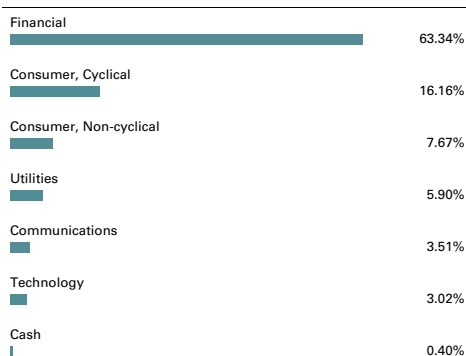 Financial
63.34%
Consumer, Cyclical
16.16%
Consumer, Non-cyclical
7.67%
Utilities
5.90%
Communications
3.51%
Technology
3.02%
Cash
0.40%